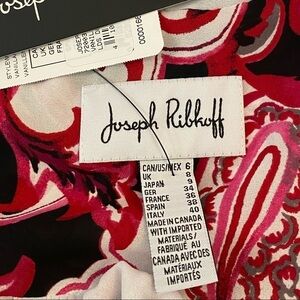 Joseph Ribkoff
CAN/US/MEX 6
UK 8
JAPAN 9
GER 34
FRANCE 36
SPAIN 38
ITALY 40
MADE IN CANADA
WITH IMPORTED
MATERIALS/
FABRIQUÉ AU
CANADA AVEC DES
MATÉRIAUX
IMPORTÉS